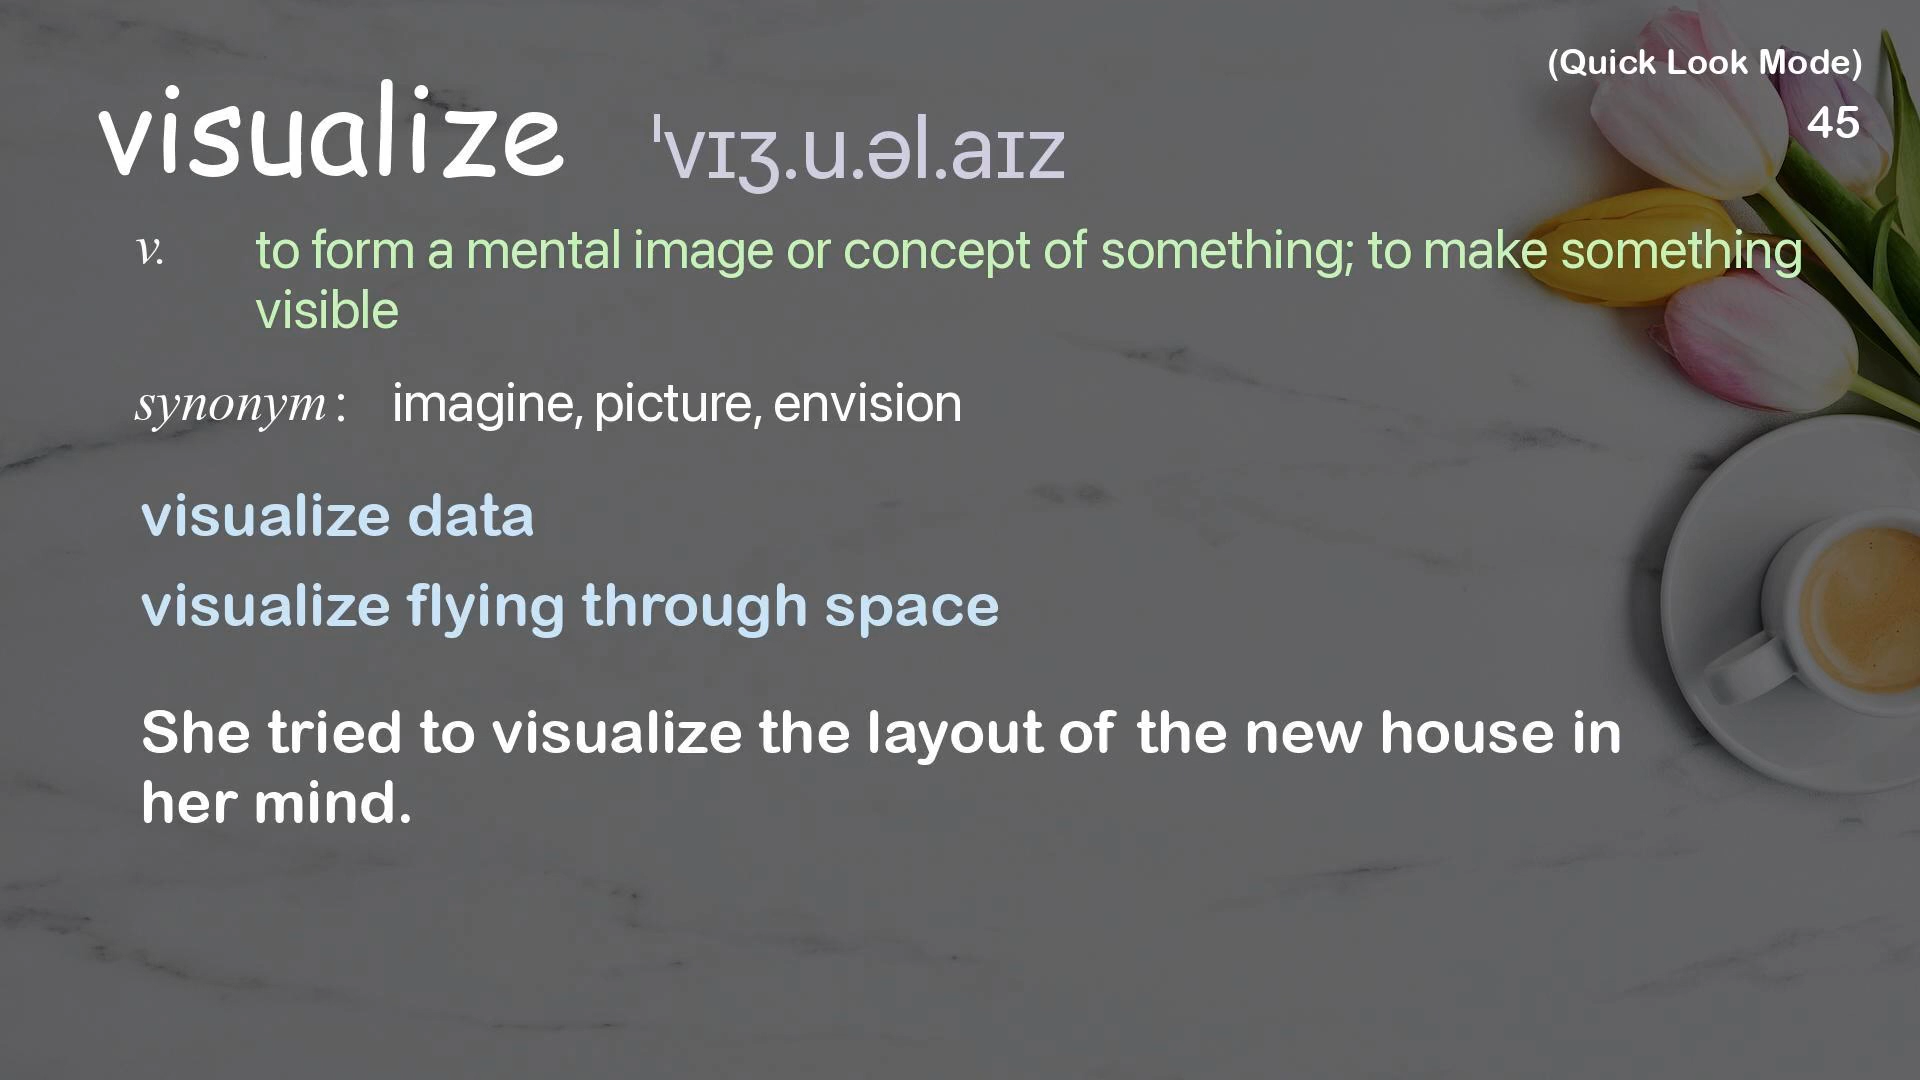 (Quick Look Mode)
visualize ˈvɪʒ.u.əl.aɪz
45
v. to form a mental image or concept of something; to make something
visible
synonym: imagine, picture, envision
visualize data
visualize flying through space
She tried to visualize the layout of the new house in
her mind.